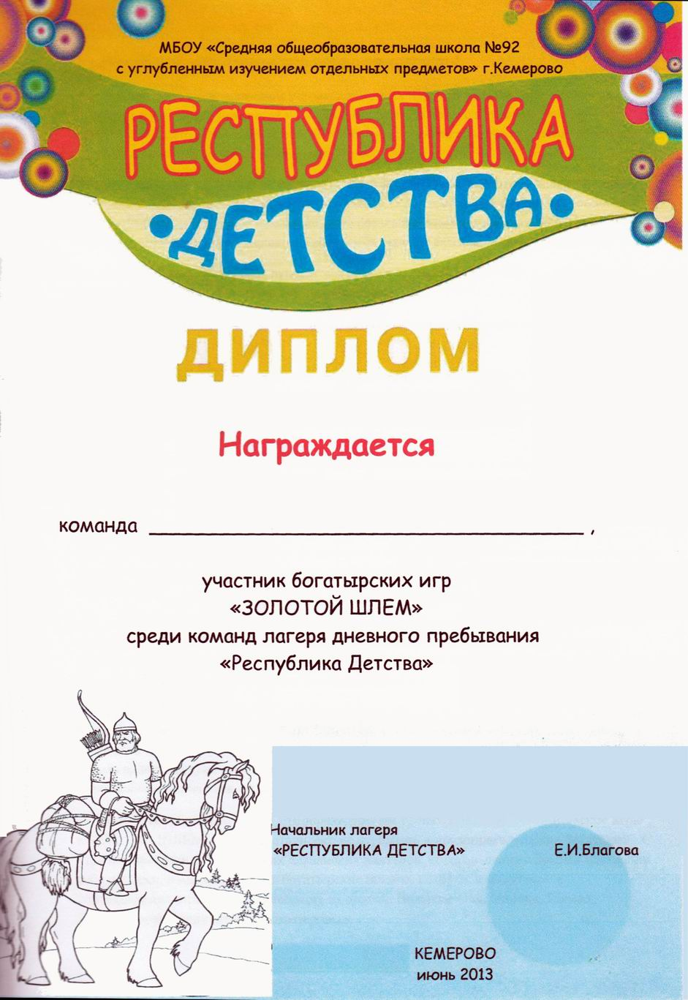 МБОУ «Средняя общеобразовательная школа №92
с углубленным изучением отдельных предметов» г.Кемерово
РЕСПУБЛИКА
•ДЕТСТВА•
ДИПЛОМ
Награждается
команда ______________________________ ,
участник богатырских игр
«ЗОЛОТОЙ ШЛЕМ»
среди команд лагеря дневного пребывания
«Республика Детства»
Начальник лагеря
«РЕСПУБЛИКА ДЕТСТВА» Е.И.Благова
КЕМЕРОВО
июнь 2013